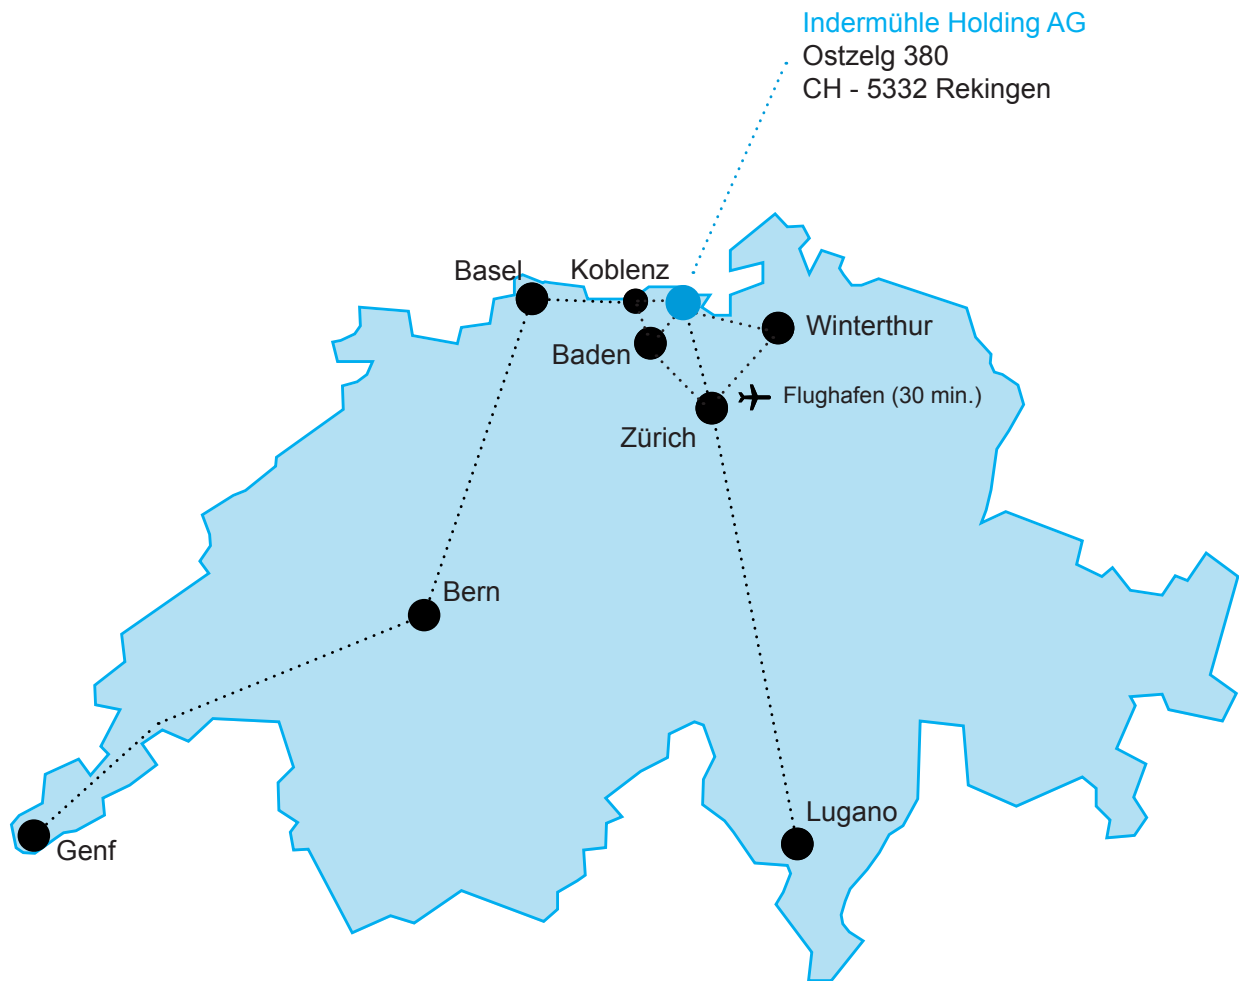 Indermühle Holding AG
Ostzelg 380
CH - 5332 Rekingen
Basel
Koblenz
Winterthur
Baden
Flughafen (30 min.)
Zürich
Bern
Lugano
Genf